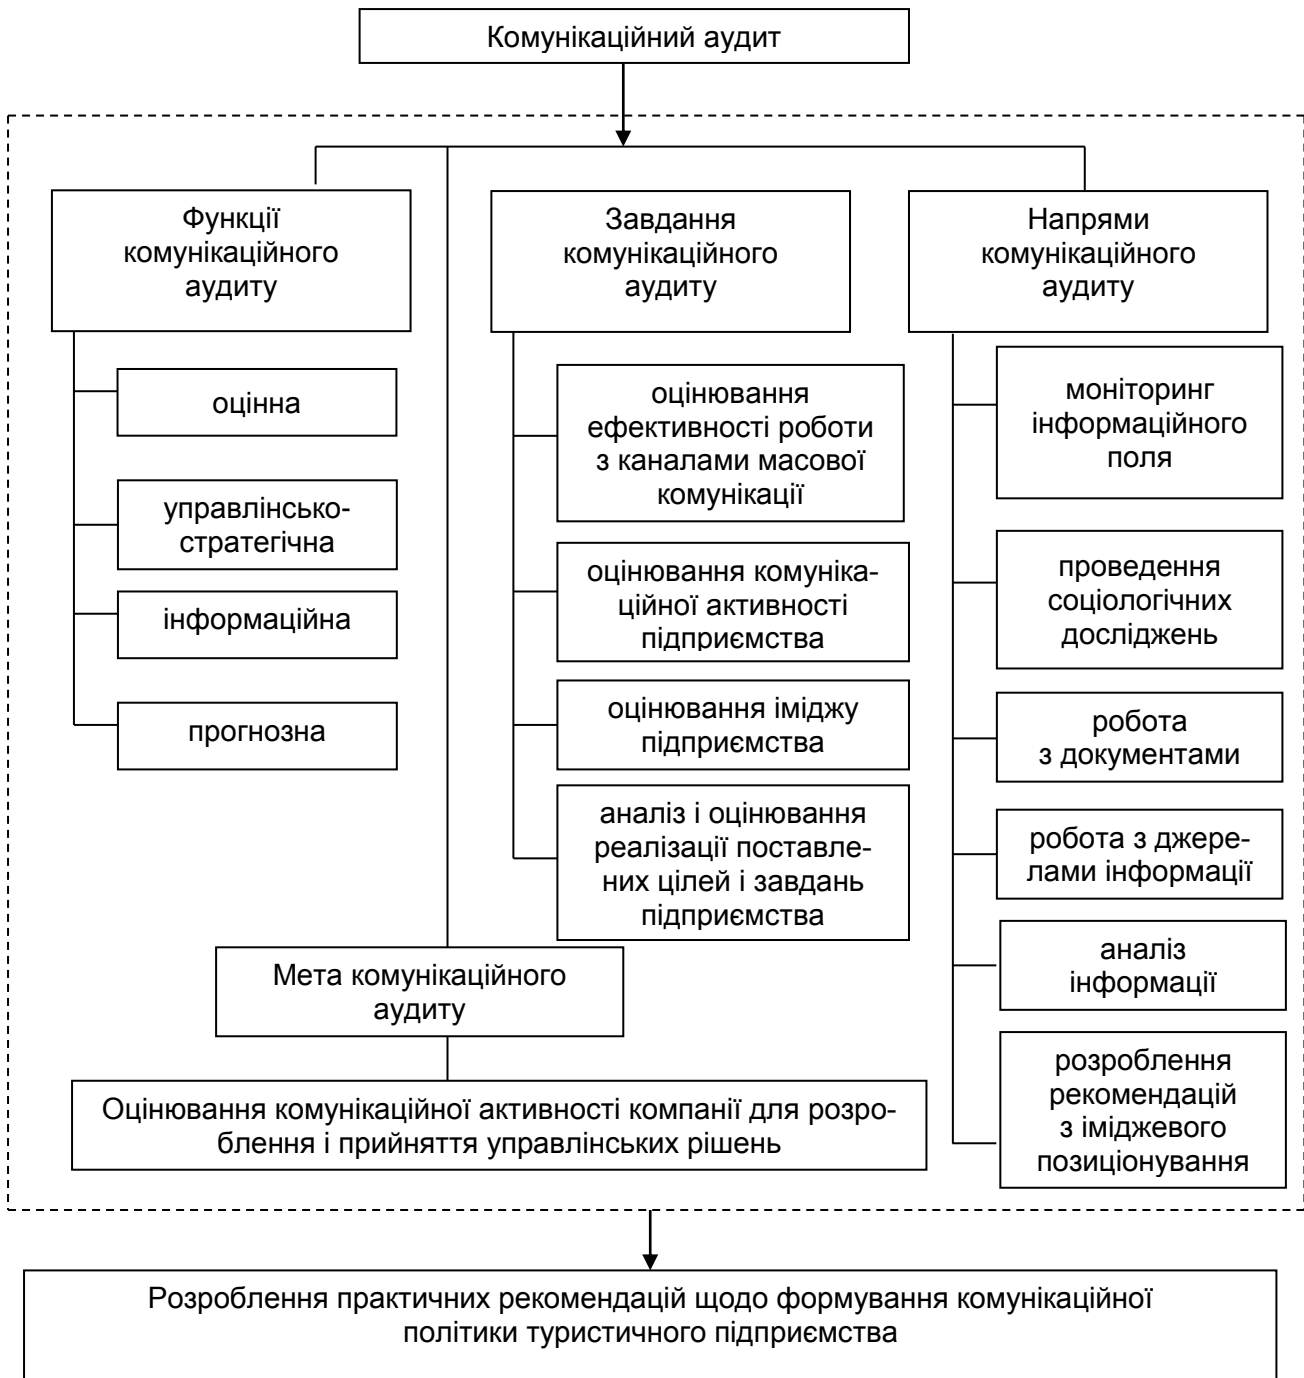 Комунікаційний аудит
Функції
комунікаційного
аудиту
оцінна
управлінсько-
стратегічна
інформаційна
прогнозна
Завдання
комунікаційного
аудиту
оцінювання
ефективності роботи
з каналами масової
комунікації
оцінювання комуніка-
ційної активності
підприємства
оцінювання іміджу
підприємства
аналіз і оцінювання
реалізації поставле-
них цілей і завдань
підприємства
Напрями
комунікаційного
аудиту
моніторинг
інформаційного
поля
проведення
соціологічних
досліджень
робота
з документами
робота з джере-
лами інформації
аналіз
інформації
розроблення
рекомендацій
з іміджевого
позиціонування
Мета комунікаційного
аудиту
Оцінювання комунікаційної активності компанії для розро-
блення і прийняття управлінських рішень
Розроблення практичних рекомендацій щодо формування комунікаційної
політики туристичного підприємства